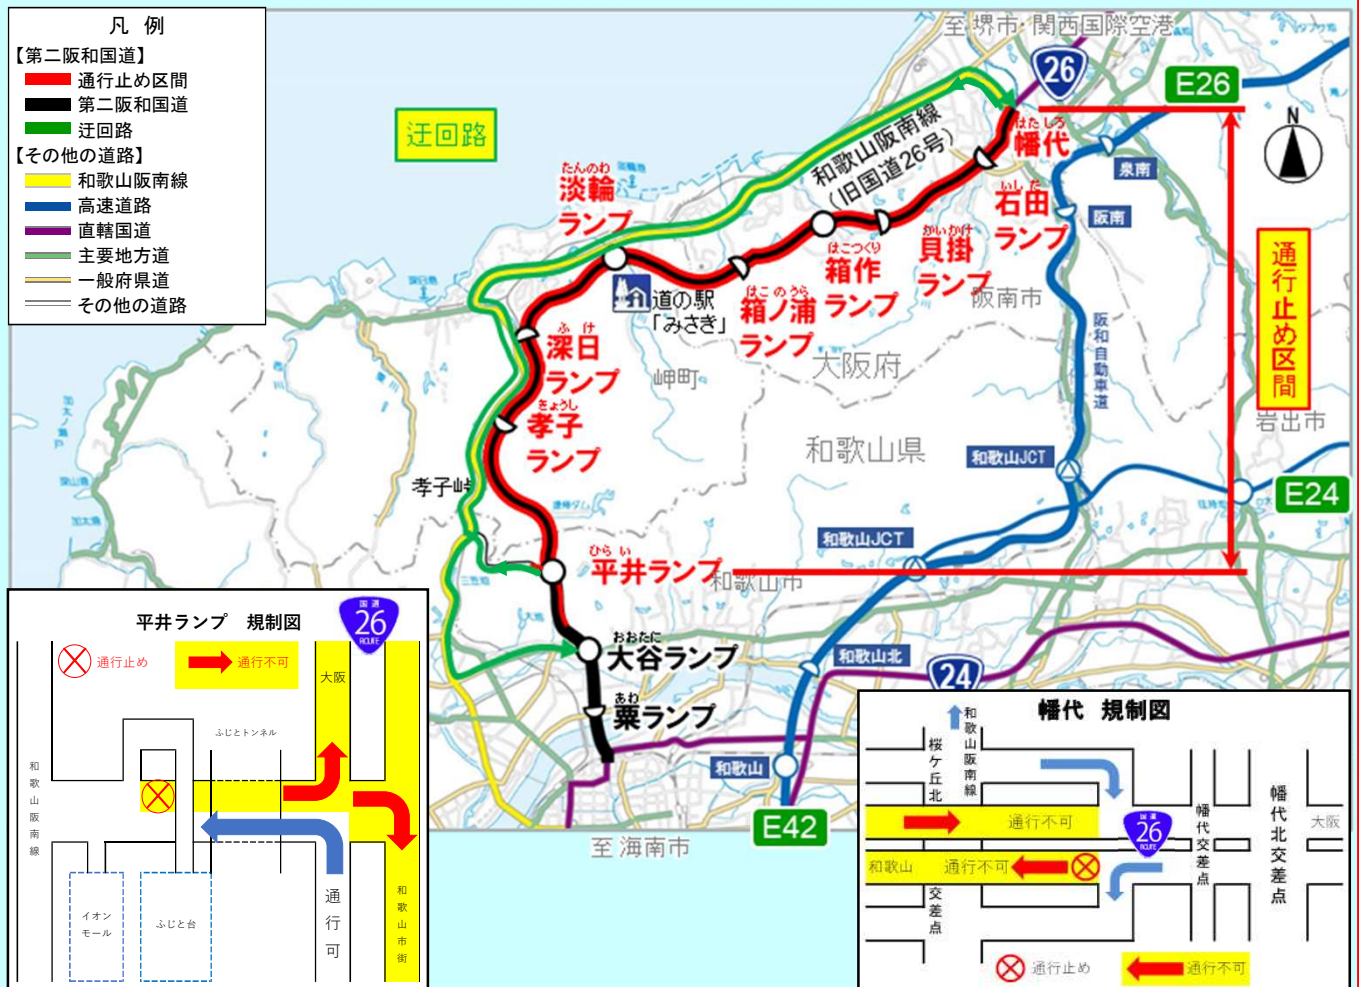 凡 例
【第二阪和国道】
通行止め区間
第二阪和国道
迂回路
【その他の道路】
和歌山阪南線
高速道路
直轄国道
主要地方道
一般府県道
その他の道路
至 堺市・関西国際空港
26
E26
N
迂回路
和歌山阪南線
（旧国道26号）
はたしろ
幡代
泉南
阪南
いしだ
石田
ランプ
かいかけ
貝掛
ランプ
はこつくり
箱作
ランプ
はこのうら
箱ノ浦
ランプ
たんのわ
淡輪
ランプ
道の駅
「みさき」
阪南市
大阪府
岬町
ふけ
深日
ランプ
きょうし
孝子
ランプ
孝子峠
阪和自動車道
通行止め区間
岩出市
和歌山県
和歌山JCT
E24
和歌山JCT
ひらい
平井ランプ
和歌山市
おおたに
大谷ランプ
あわ
粟ランプ
和歌山北
24
和歌山
E42
至 海南市
平井ランプ 規制図
国道
26
ROUTE
通行止め
通行不可
大阪
ふじとトンネル
和歌山阪南線
イオン
モール
ふじと台
通行可
和歌山市街
幡代 規制図
桜ケ丘北
交差点
和歌山阪南線
通行不可
国道
26
幡代交差点
幡代北交差点
大阪
和歌山
通行不可
通行止め
通行不可